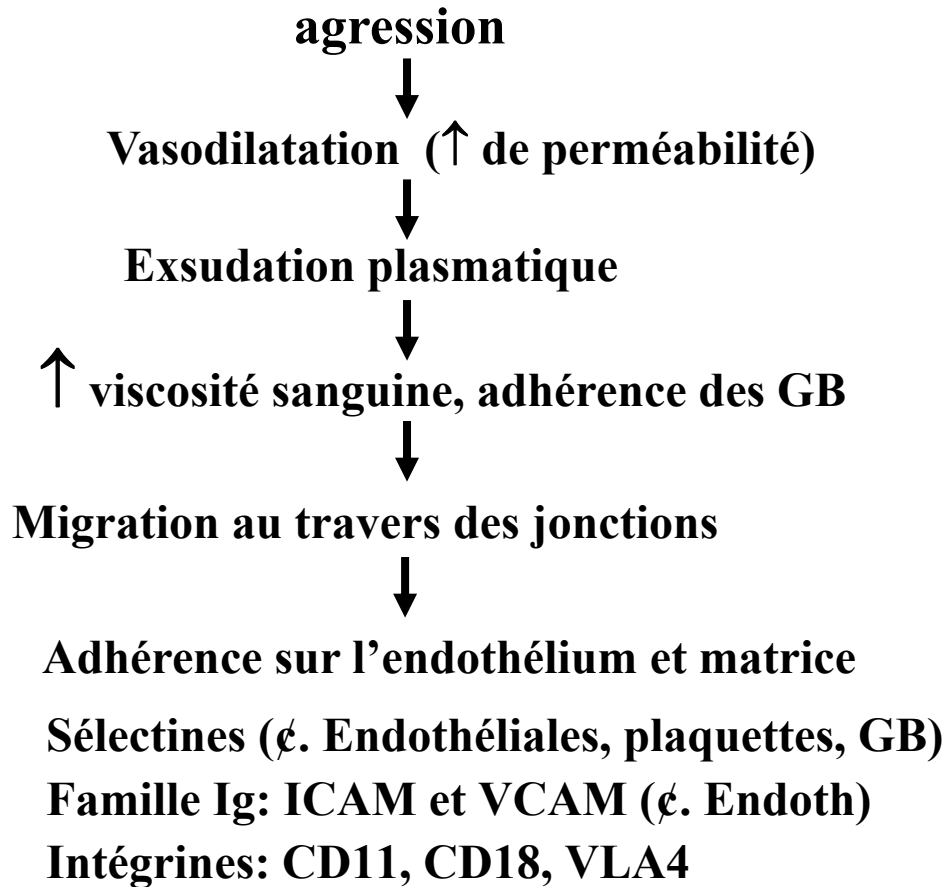 agression
Vasodilatation (↑ de perméabilité)
Exsudation plasmatique
↑ viscosité sanguine, adhérence des GB
Migration au travers des jonctions
Adhérence sur l’endothélium et matrice
Sélectines (¢. Endothéliales, plaquettes, GB)
Famille Ig: ICAM et VCAM (¢. Endoth)
Intégrines: CD11, CD18, VLA4